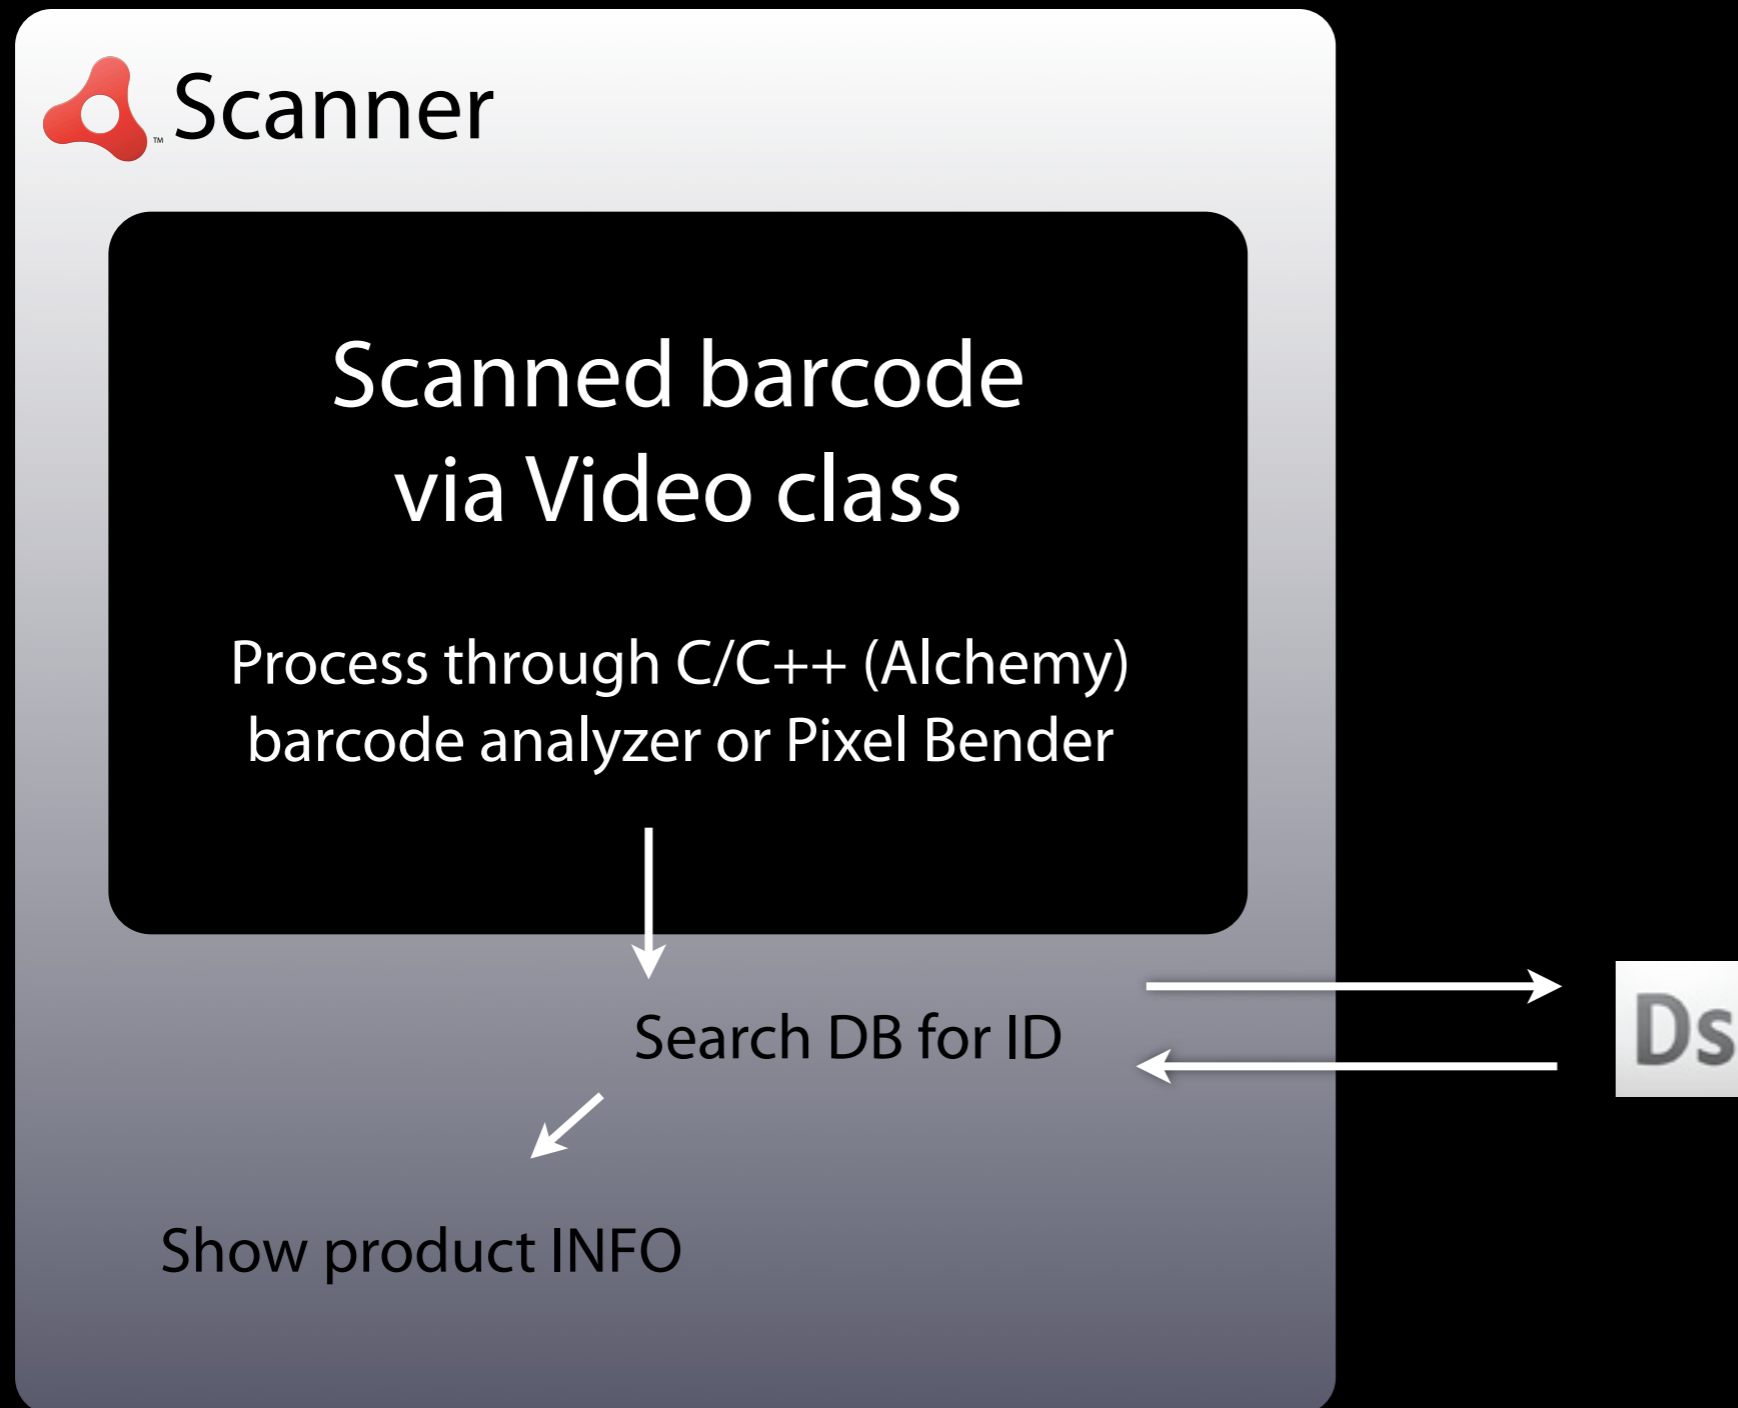 ™ Scanner
Scanned barcode
via Video class
Process through C/C++ (Alchemy)
barcode analyzer or Pixel Bender
Search DB for ID
Ds
Show product INFO